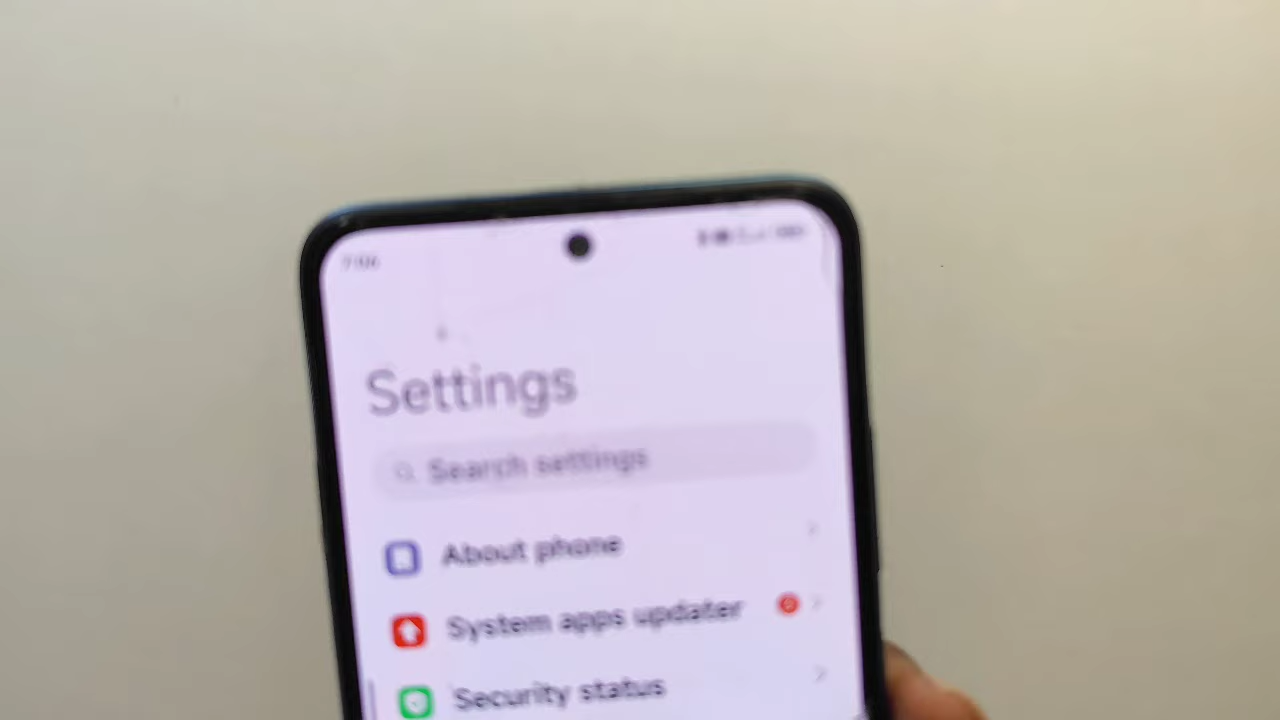 Settings
Search settings
About phone
System apps updater
Security status